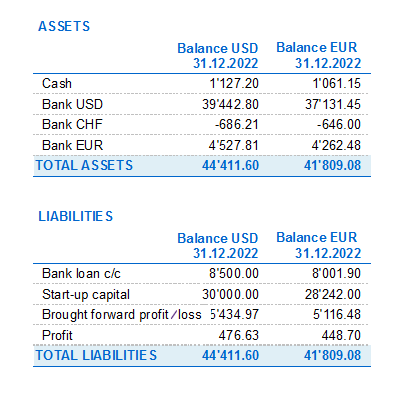 ASSETS
Balance USD Balance EUR
31.12.2022 31.12.2022
Cash 1'127.20 1'061.15
Bank USD 39'442.80 37'131.45
Bank CHF -686.21 -646.00
Bank EUR 4'527.81 4'262.48
TOTAL ASSETS 44'411.60 41'809.08
LIABILITIES
Balance USD Balance EUR
31.12.2022 31.12.2022
Bank loan c/c 8'500.00 8'001.90
Start-up capital 30'000.00 28'242.00
Brought forward profit/loss 5'434.97 5'116.48
Profit 476.63 448.70
TOTAL LIABILITIES 44'411.60 41'809.08